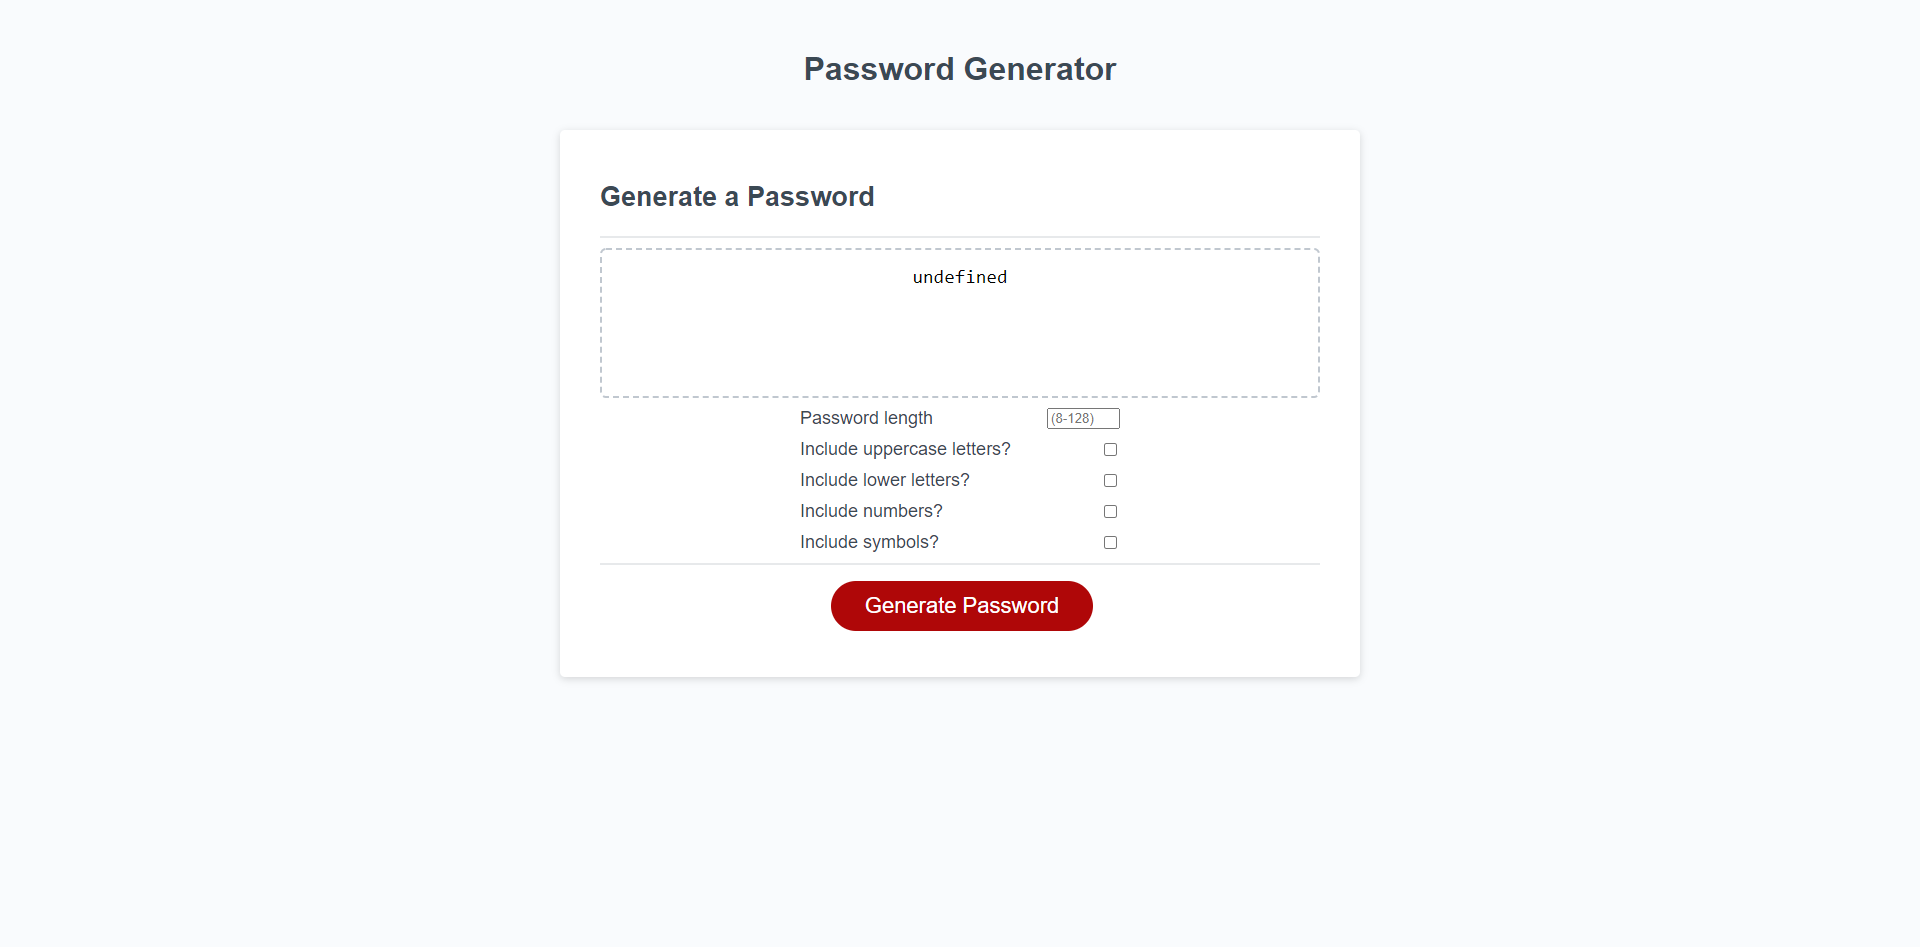 Password Generator
Generate a Password
undefined
Password length (8-128)
Include uppercase letters?
Include lower letters?
Include numbers?
Include symbols?
Generate Password